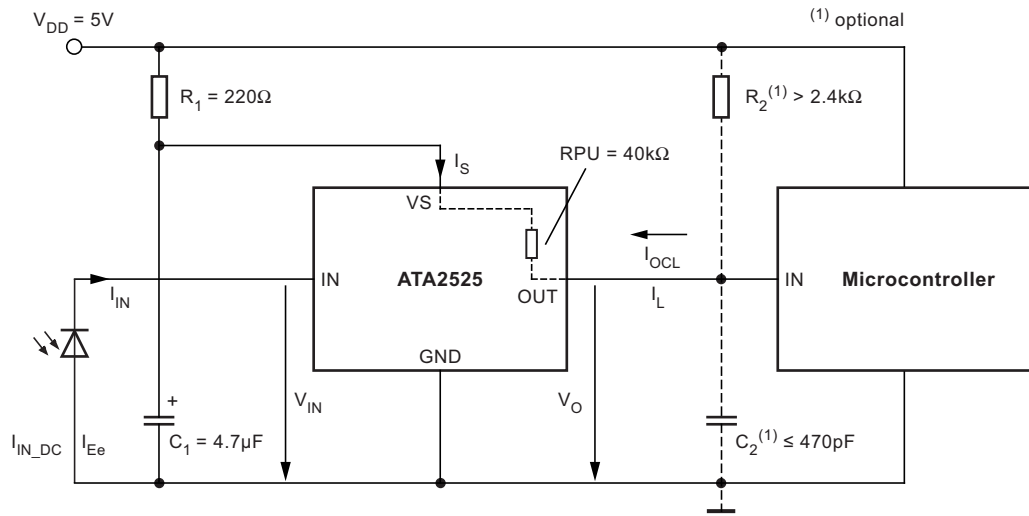 (1) optional
V_DD = 5V
R_1 = 220Ω
R_2^(1) > 2.4kΩ
RPU = 40kΩ
I_S
VS
I_OCL
IN
ATA2525
OUT
I_IN
I_L
IN
Microcontroller
GND
V_IN
V_O
+
I_IN_DC
I_Ee
C_1 = 4.7µF
C_2^(1) ≤ 470pF